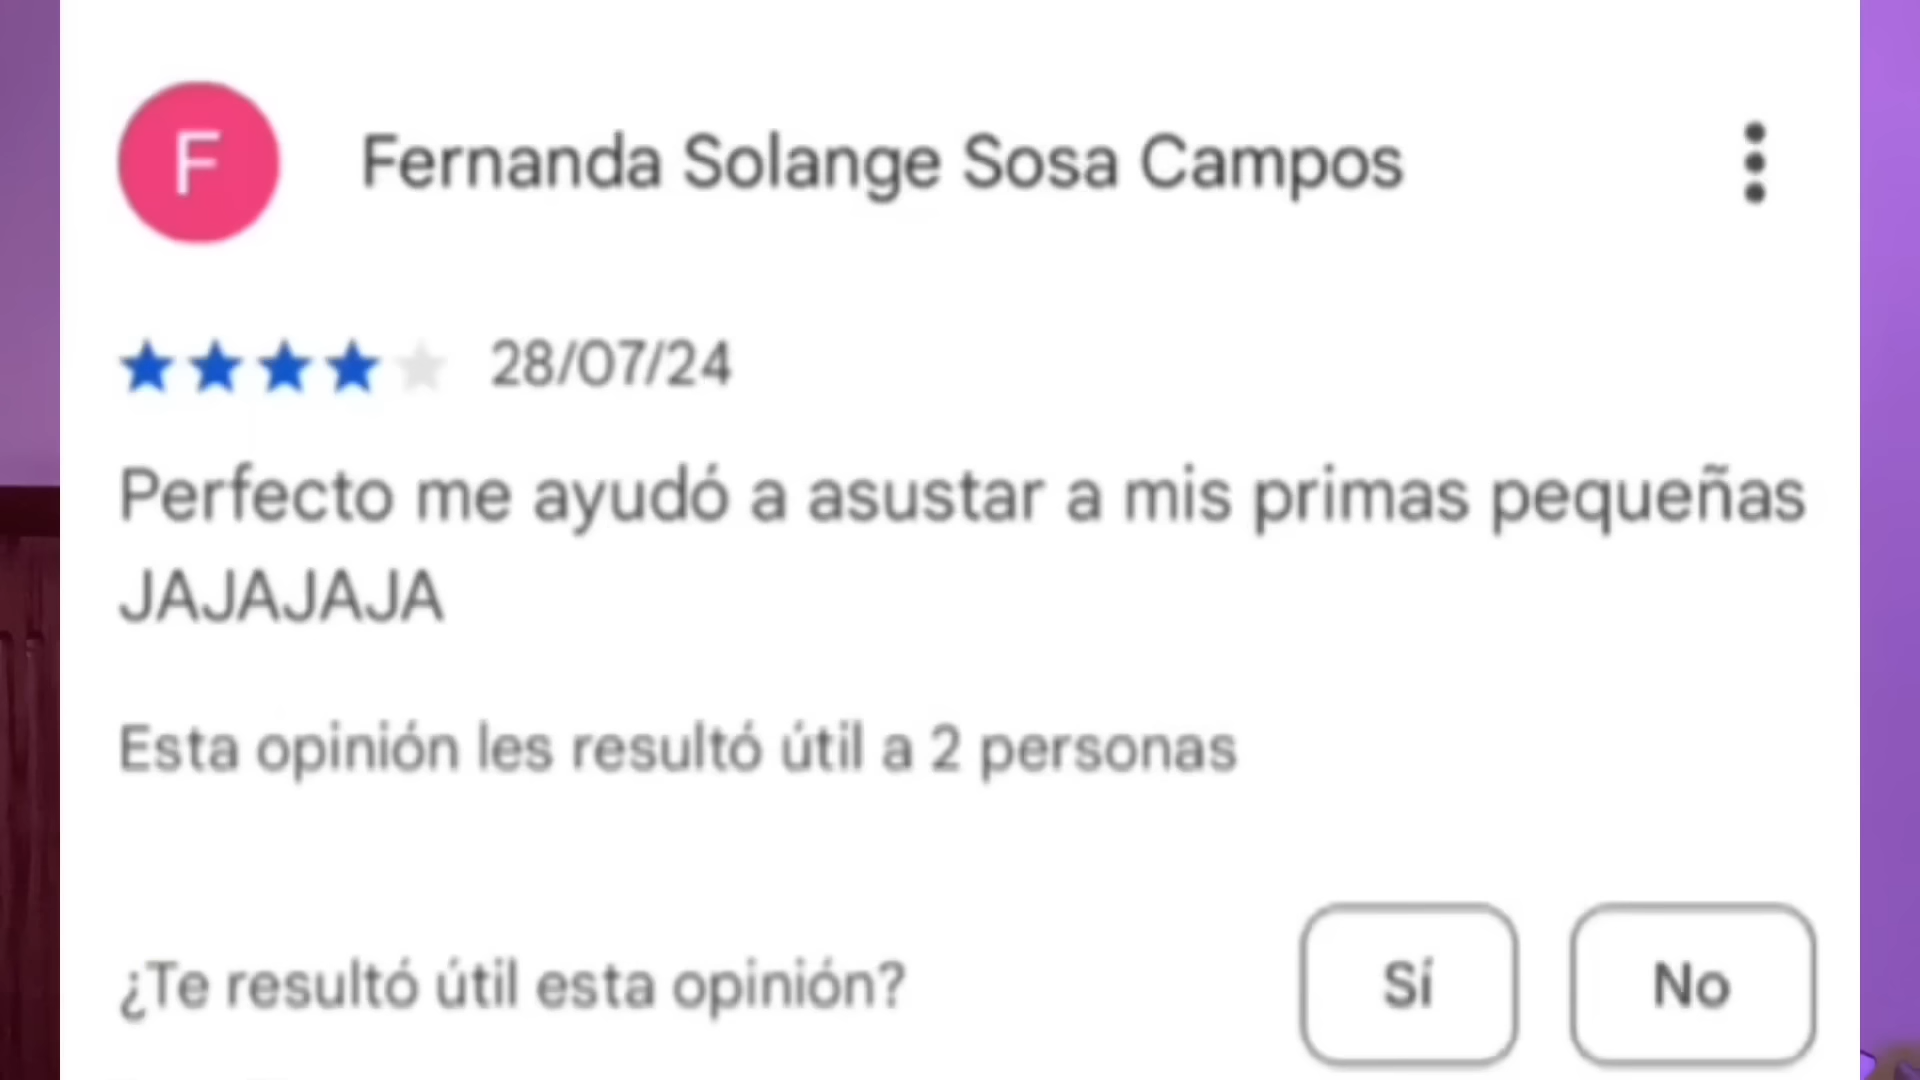 F
Fernanda Solange Sosa Campos
28/07/24
Perfecto me ayudó a asustar a mis primas pequeñas
JAJAJAJA
Esta opinión les resultó útil a 2 personas
¿Te resultó útil esta opinión?
Sí
No